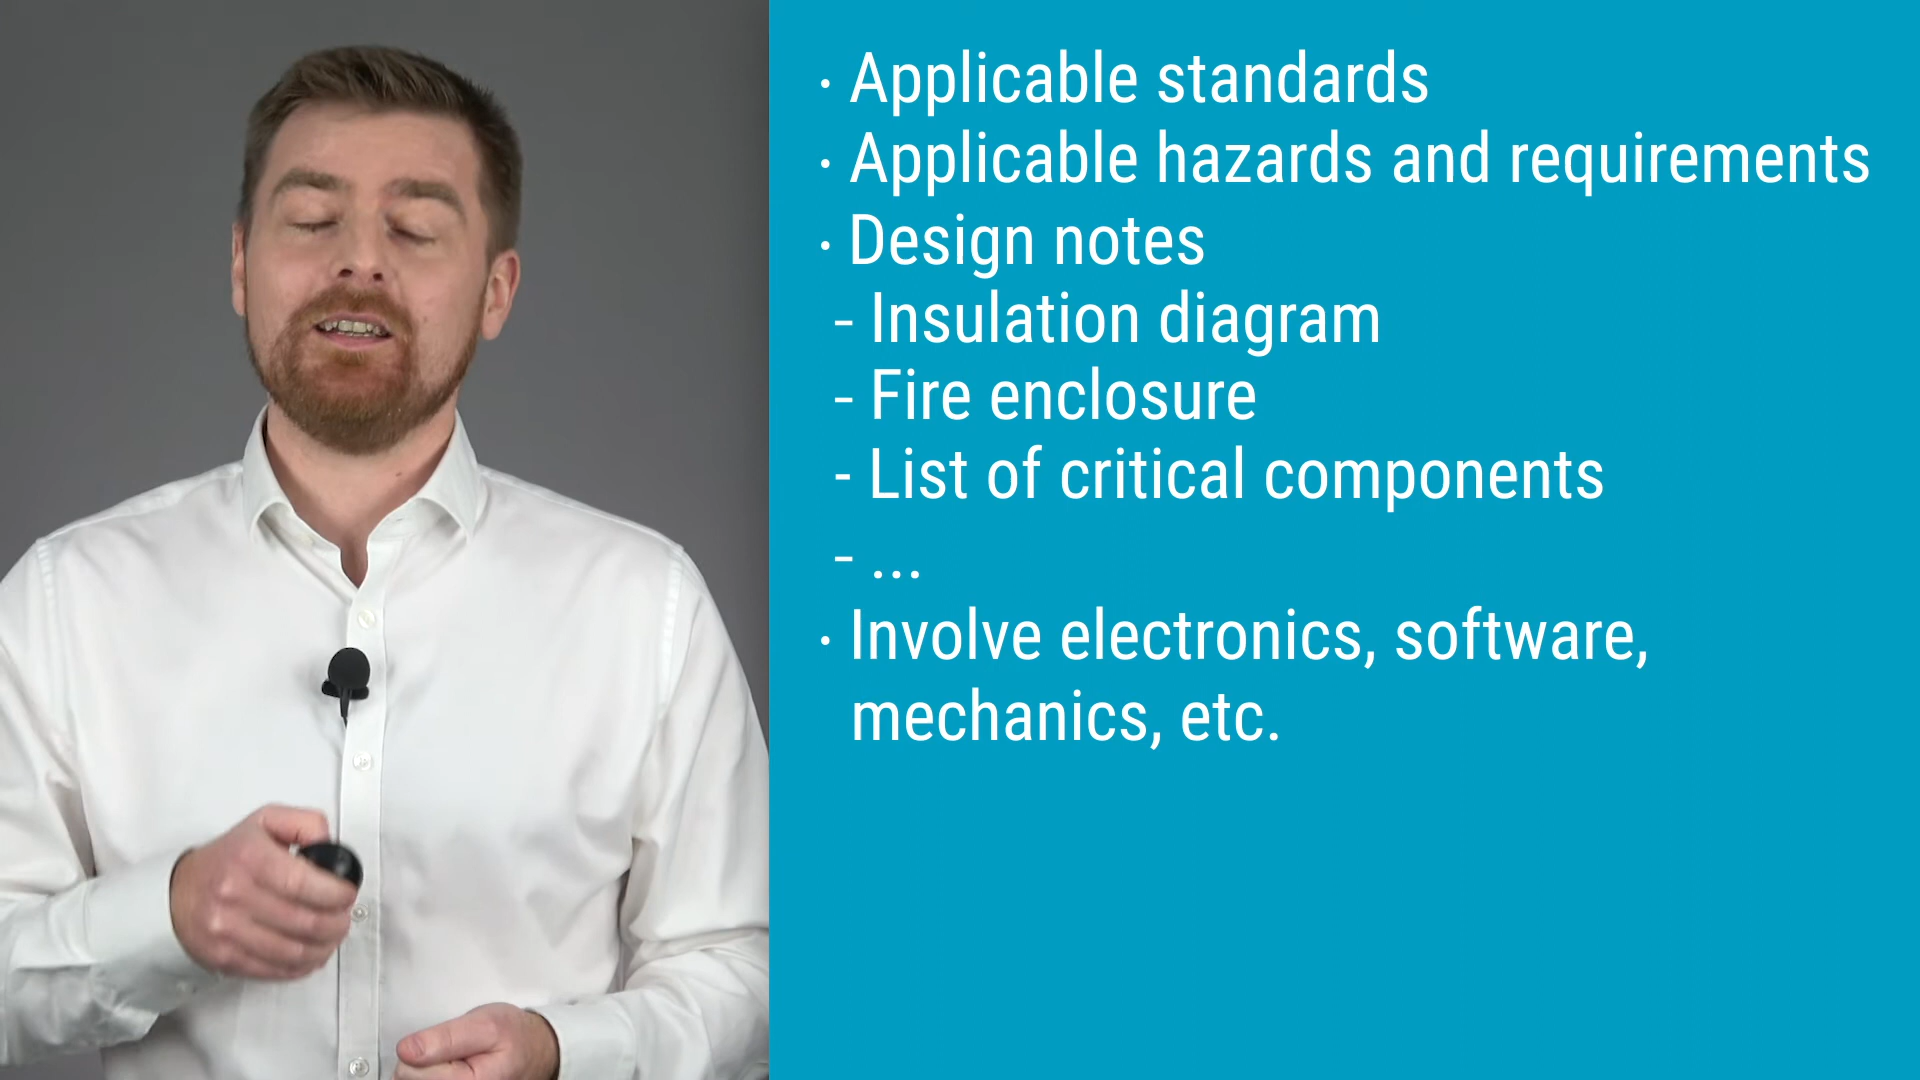 · Applicable standards
· Applicable hazards and requirements
· Design notes
- Insulation diagram
- Fire enclosure
- List of critical components
- ...
· Involve electronics, software,
mechanics, etc.